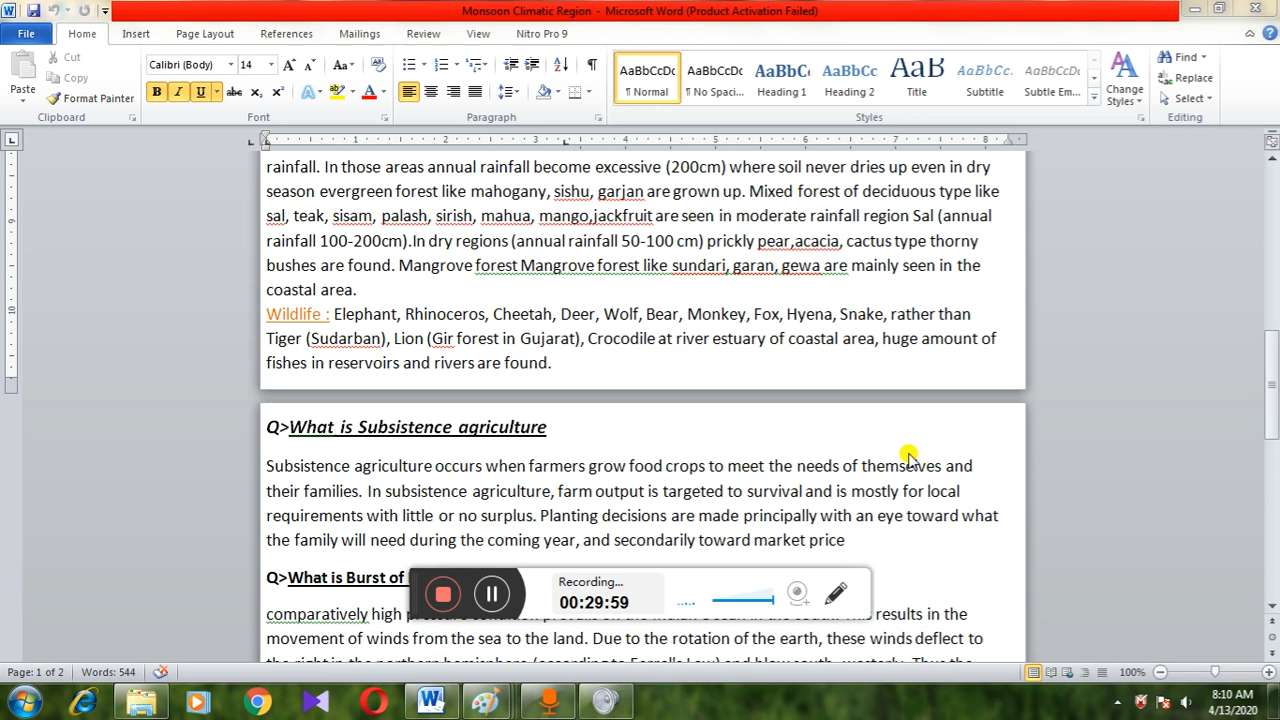 Monsoon Climatic Region - Microsoft Word (Product Activation Failed)
File Home Insert Page Layout References Mailings Review View Nitro Pro 9
Cut
Copy
Format Painter
Paste
Clipboard
Calibri (Body) 14
Font
Paragraph
AaBbCcDc AaBbCcDc AaBbCc AaBbCc AaB AaBbCcL AaBbCcDc
¶ Normal ¶ No Spaci... Heading 1 Heading 2 Title Subtitle Subtle Em...
Styles
Change Styles
Find
Replace
Select
Editing
1 2 3 4 5 6 7 8
rainfall. In those areas annual rainfall become excessive (200cm) where soil never dries up even in dry
season evergreen forest like mahogany, sishu, garjan are grown up. Mixed forest of deciduous type like
sal, teak, sisam, palash, sirish, mahua, mango,jackfruit are seen in moderate rainfall region Sal (annual
rainfall 100-200cm).In dry regions (annual rainfall 50-100 cm) prickly pear,acacia, cactus type thorny
bushes are found. Mangrove forest Mangrove forest like sundari, garan, gewa are mainly seen in the
coastal area.
Wildlife : Elephant, Rhinoceros, Cheetah, Deer, Wolf, Bear, Monkey, Fox, Hyena, Snake, rather than
Tiger (Sudarban), Lion (Gir forest in Gujarat), Crocodile at river estuary of coastal area, huge amount of
fishes in reservoirs and rivers are found.
Q>What is Subsistence agriculture
Subsistence agriculture occurs when farmers grow food crops to meet the needs of themselves and
their families. In subsistence agriculture, farm output is targeted to survival and is mostly for local
requirements with little or no surplus. Planting decisions are made principally with an eye toward what
the family will need during the coming year, and secondarily toward market price
Q>What is Burst of
Recording...
00:29:59
comparatively high results in the
movement of winds from the sea to the land. Due to the rotation of the earth, these winds deflect to
Page: 1 of 2 Words: 544 100%
8:10 AM
4/13/2020